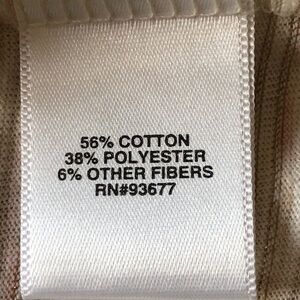 56% COTTON
38% POLYESTER
6% OTHER FIBERS
RN#93677